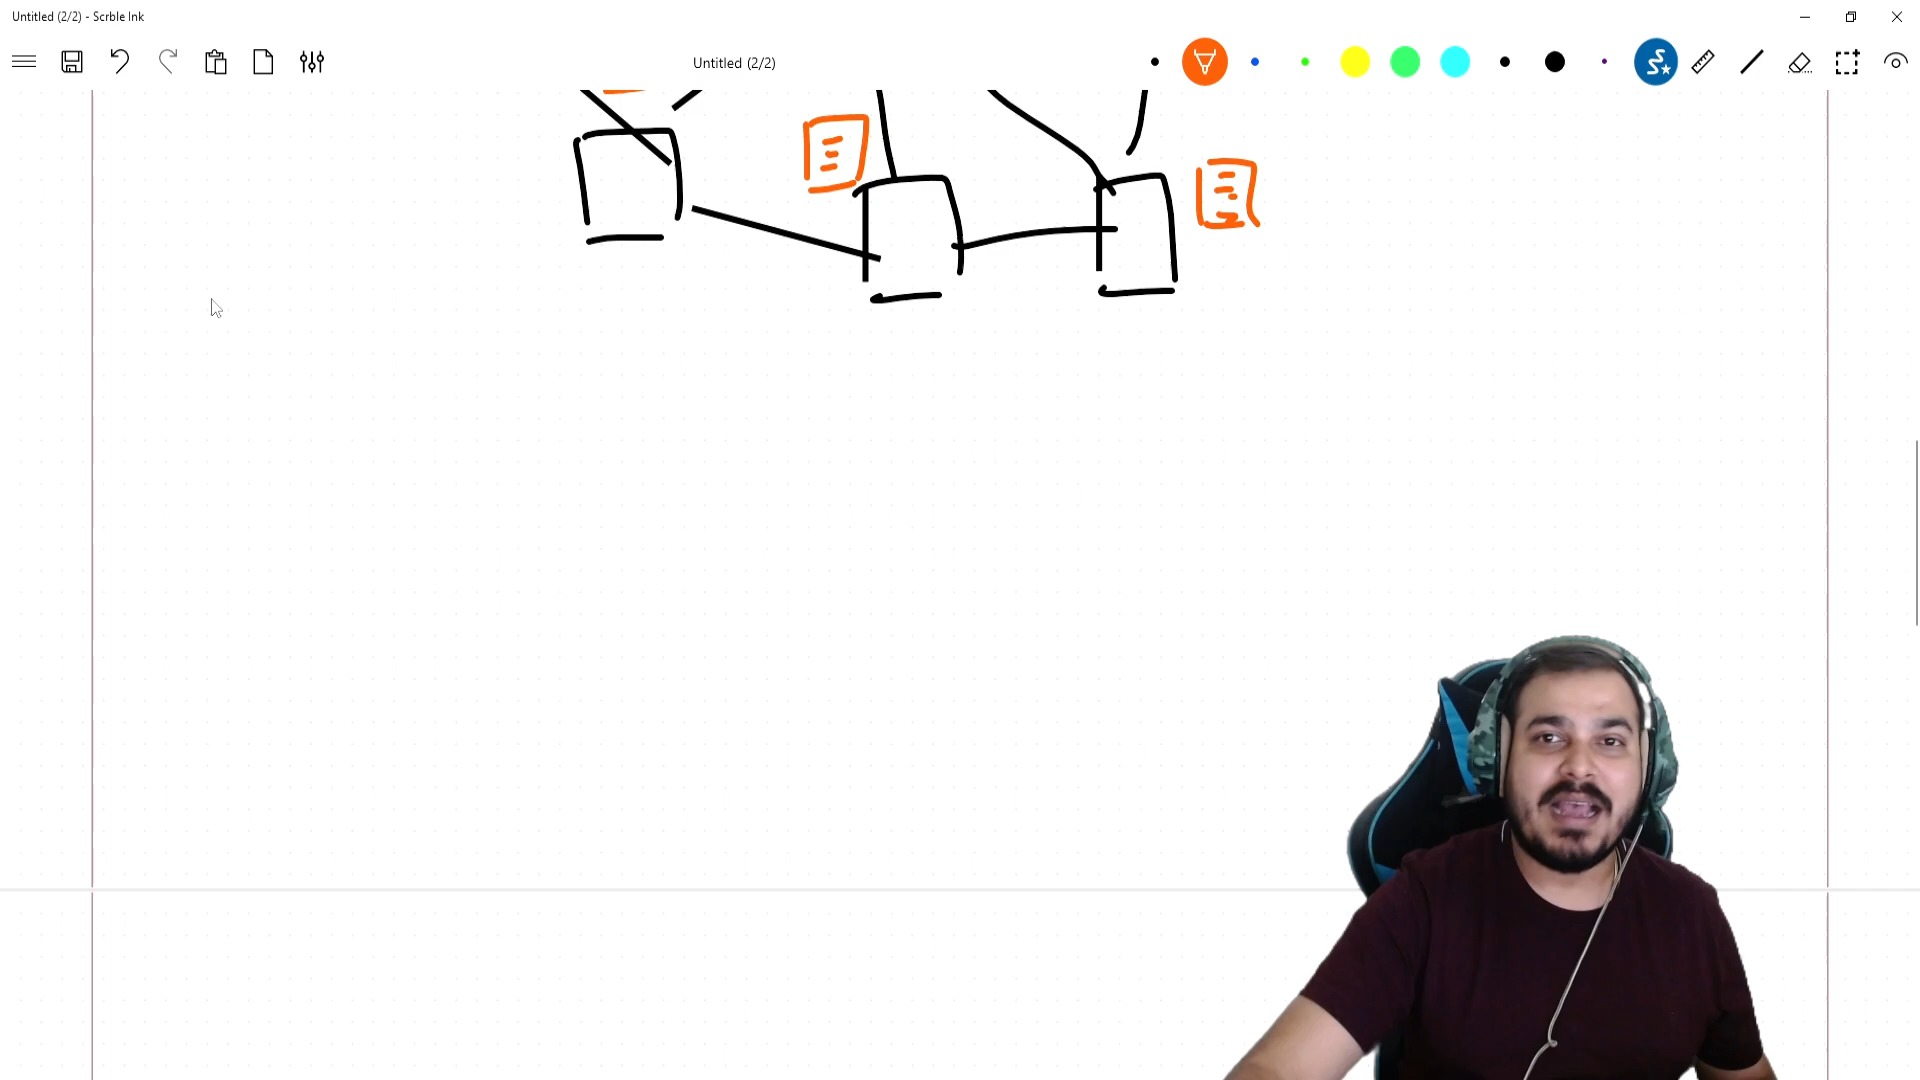 Untitled (2/2) - Scrble Ink
Untitled (2/2)